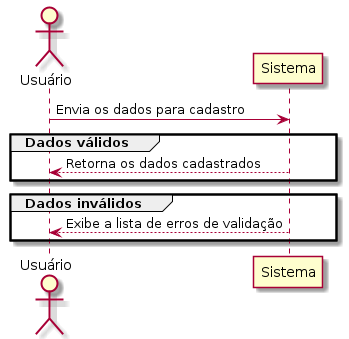 Usuário
Sistema
Envia os dados para cadastro
Dados válidos
Retorna os dados cadastrados
Dados inválidos
Exibe a lista de erros de validação
Usuário
Sistema